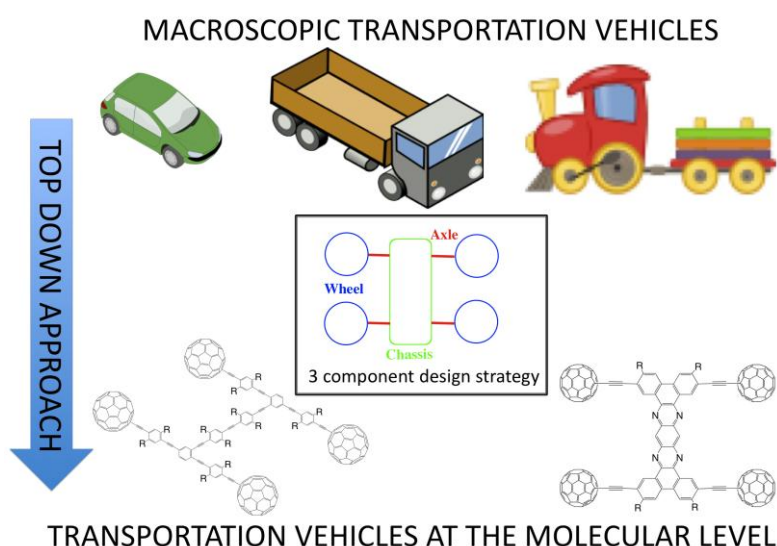 MACROSCOPIC TRANSPORTATION VEHICLES
TOP DOWN APPROACH
Axle
Wheel
Chassis
3 component design strategy
R
R
R
R
R
R
R
R
R
R
R
R
R R
N N
N N
R R
TRANSPORTATION VEHICLES AT THE MOLECULAR LEVEL